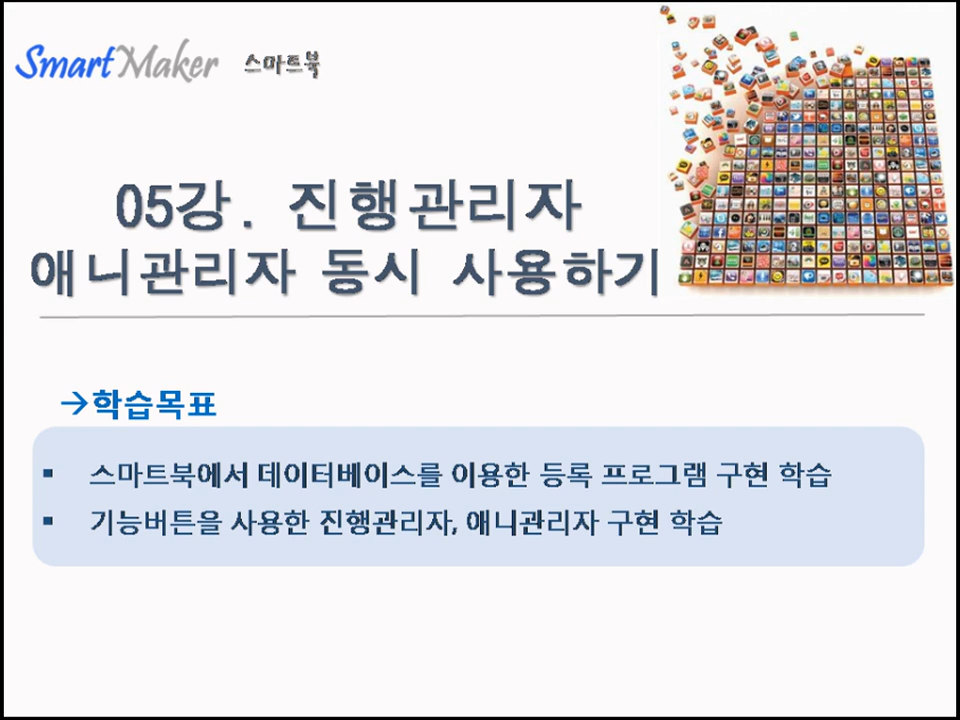 SmartMaker 스마트북
05강. 진행관리자
애니관리자 동시 사용하기
→학습목표
▪ 스마트북에서 데이터베이스를 이용한 등록 프로그램 구현 학습
▪ 기능버튼을 사용한 진행관리자, 애니관리자 구현 학습